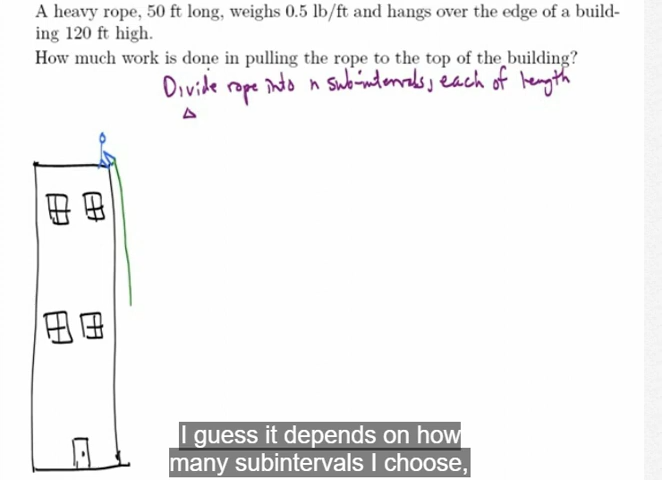 A heavy rope, 50 ft long, weighs 0.5 lb/ft and hangs over the edge of a build-
ing 120 ft high.
How much work is done in pulling the rope to the top of the building?
Divide rope into n sub-intervals, each of length
Δ
I guess it depends on how
many subintervals I choose,